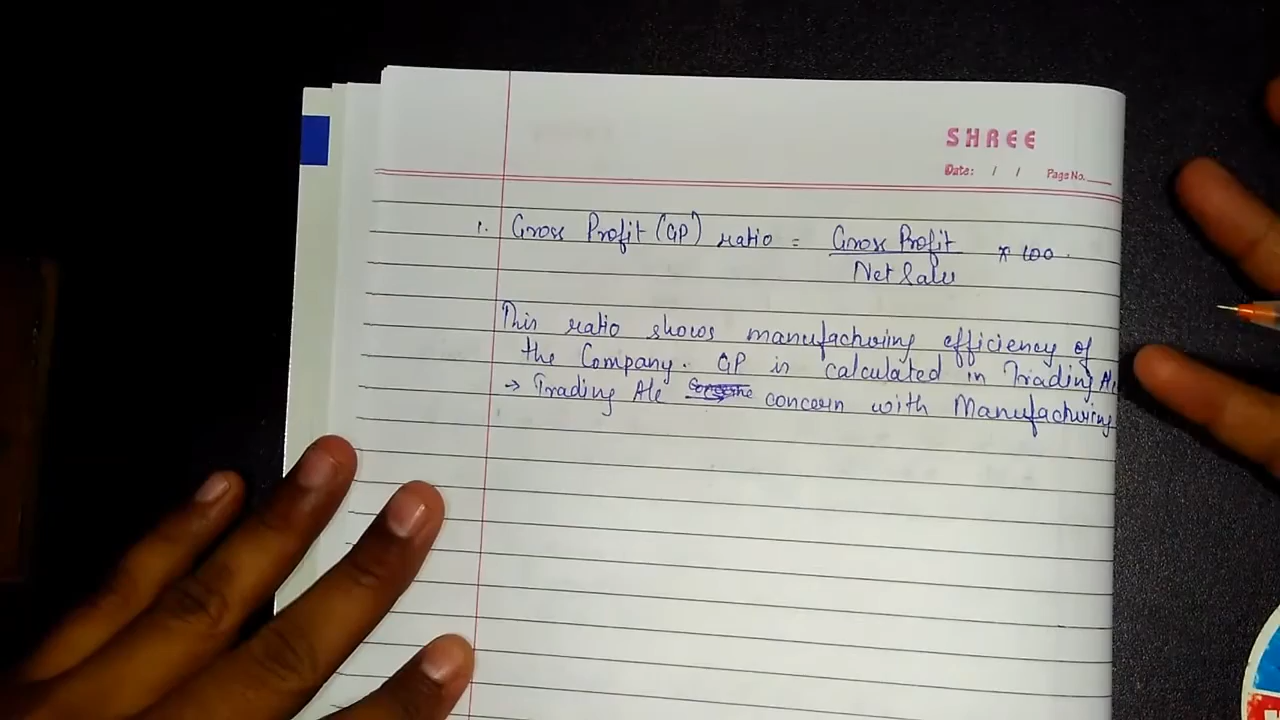 SHREE
Date: / / Page No.
1. Gross Profit (GP) ratio = Gross Profit * 100.
Net Sales
This ratio shows manufacturing efficiency of
the Company. GP is calculated in Trading A/c
→ Trading A/c concern with Manufacturing